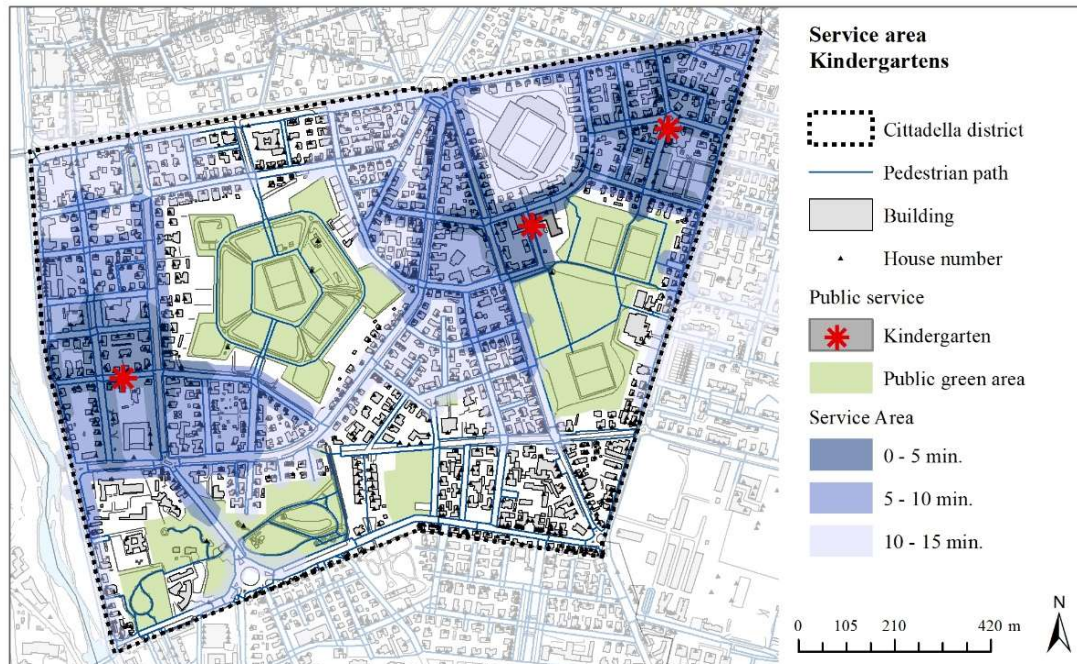 Service area
Kindergartens
Cittadella district
Pedestrian path
Building
House number
Public service
Kindergarten
Public green area
Service Area
0 - 5 min.
5 - 10 min.
10 - 15 min.
N
0 105 210 420 m